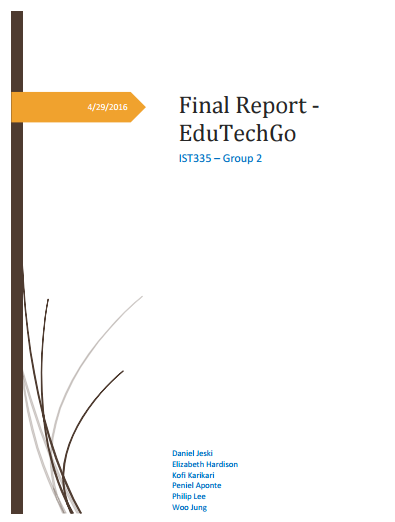 4/29/2016
Final Report -
EduTechGo
IST335 – Group 2
Daniel Jeski
Elizabeth Hardison
Kofi Karikari
Peniel Aponte
Philip Lee
Woo Jung